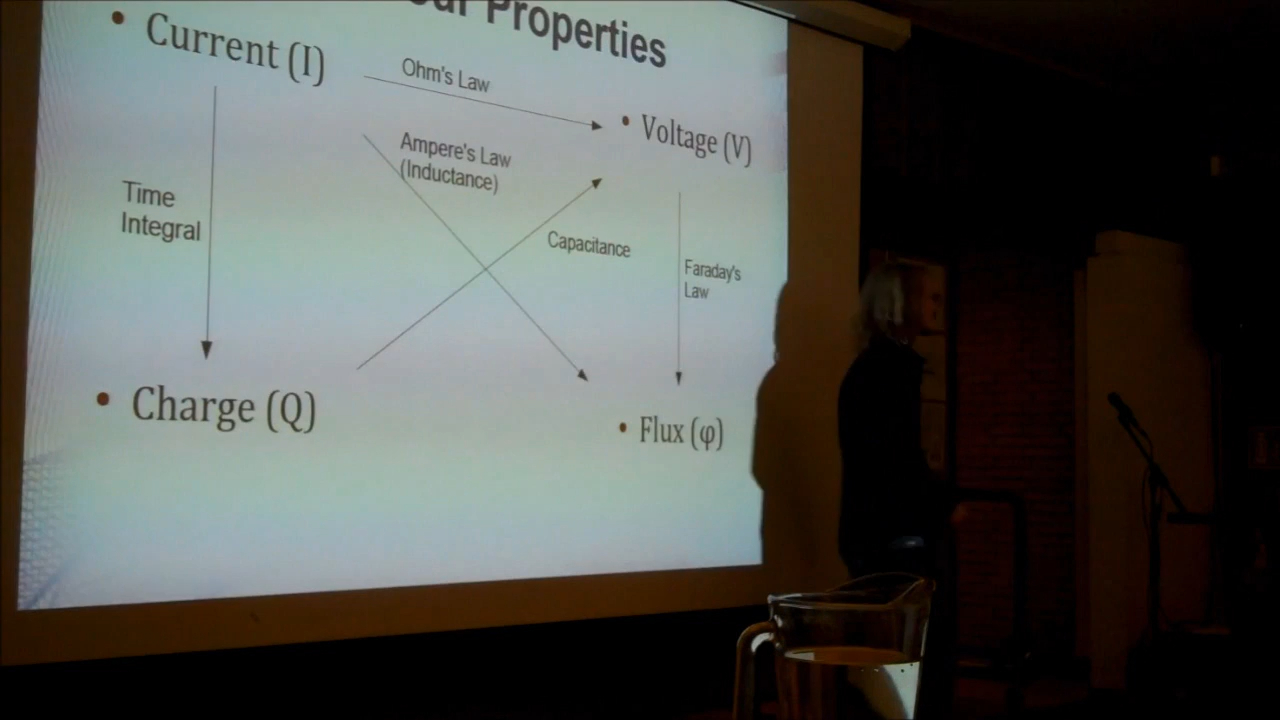 Properties
• Current (I)
Ohm's Law
• Voltage (V)
Ampere's Law
(Inductance)
Time
Integral
Capacitance
Faraday's
Law
• Charge (Q)
• Flux (φ)